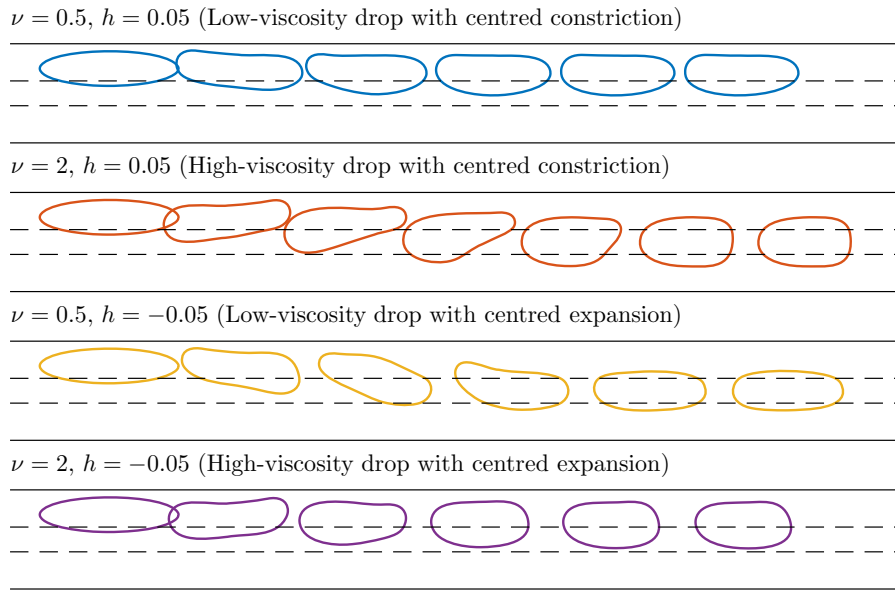 ν = 0.5, h = 0.05 (Low-viscosity drop with centred constriction)
ν = 2, h = 0.05 (High-viscosity drop with centred constriction)
ν = 0.5, h = −0.05 (Low-viscosity drop with centred expansion)
ν = 2, h = −0.05 (High-viscosity drop with centred expansion)